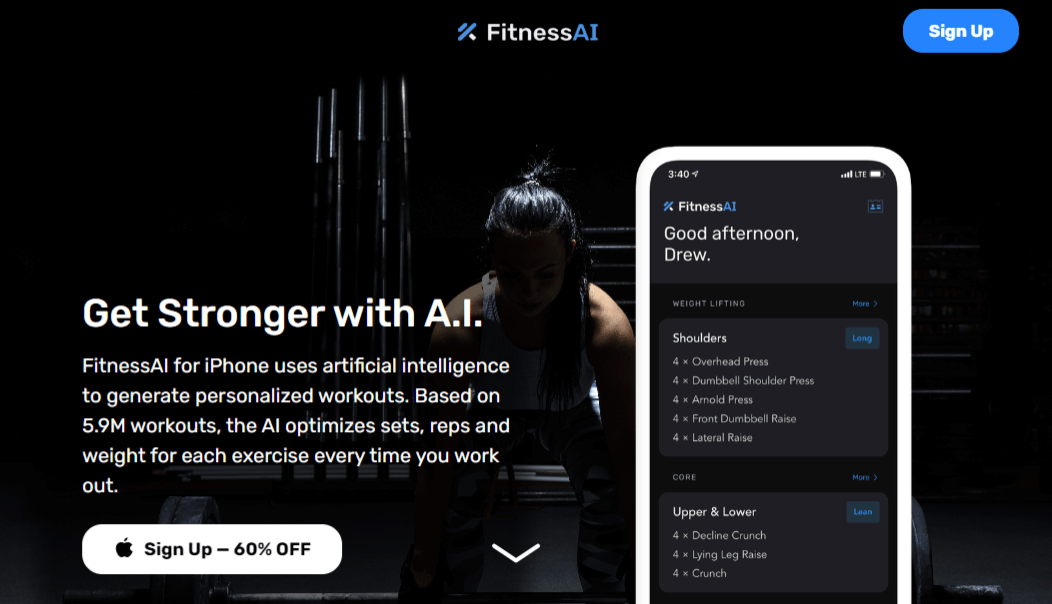 FitnessAI
Sign Up
Get Stronger with A.I.
FitnessAI for iPhone uses artificial intelligence
to generate personalized workouts. Based on
5.9M workouts, the AI optimizes sets, reps and
weight for each exercise every time you work
out.
Sign Up – 60% OFF
3:40
LTE
FitnessAI
Good afternoon,
Drew.
WEIGHT LIFTING
More >
Shoulders
Long
4 × Overhead Press
4 × Dumbbell Shoulder Press
4 × Arnold Press
4 × Front Dumbbell Raise
4 × Lateral Raise
CORE
More >
Upper & Lower
Lean
4 × Decline Crunch
4 × Lying Leg Raise
4 × Crunch